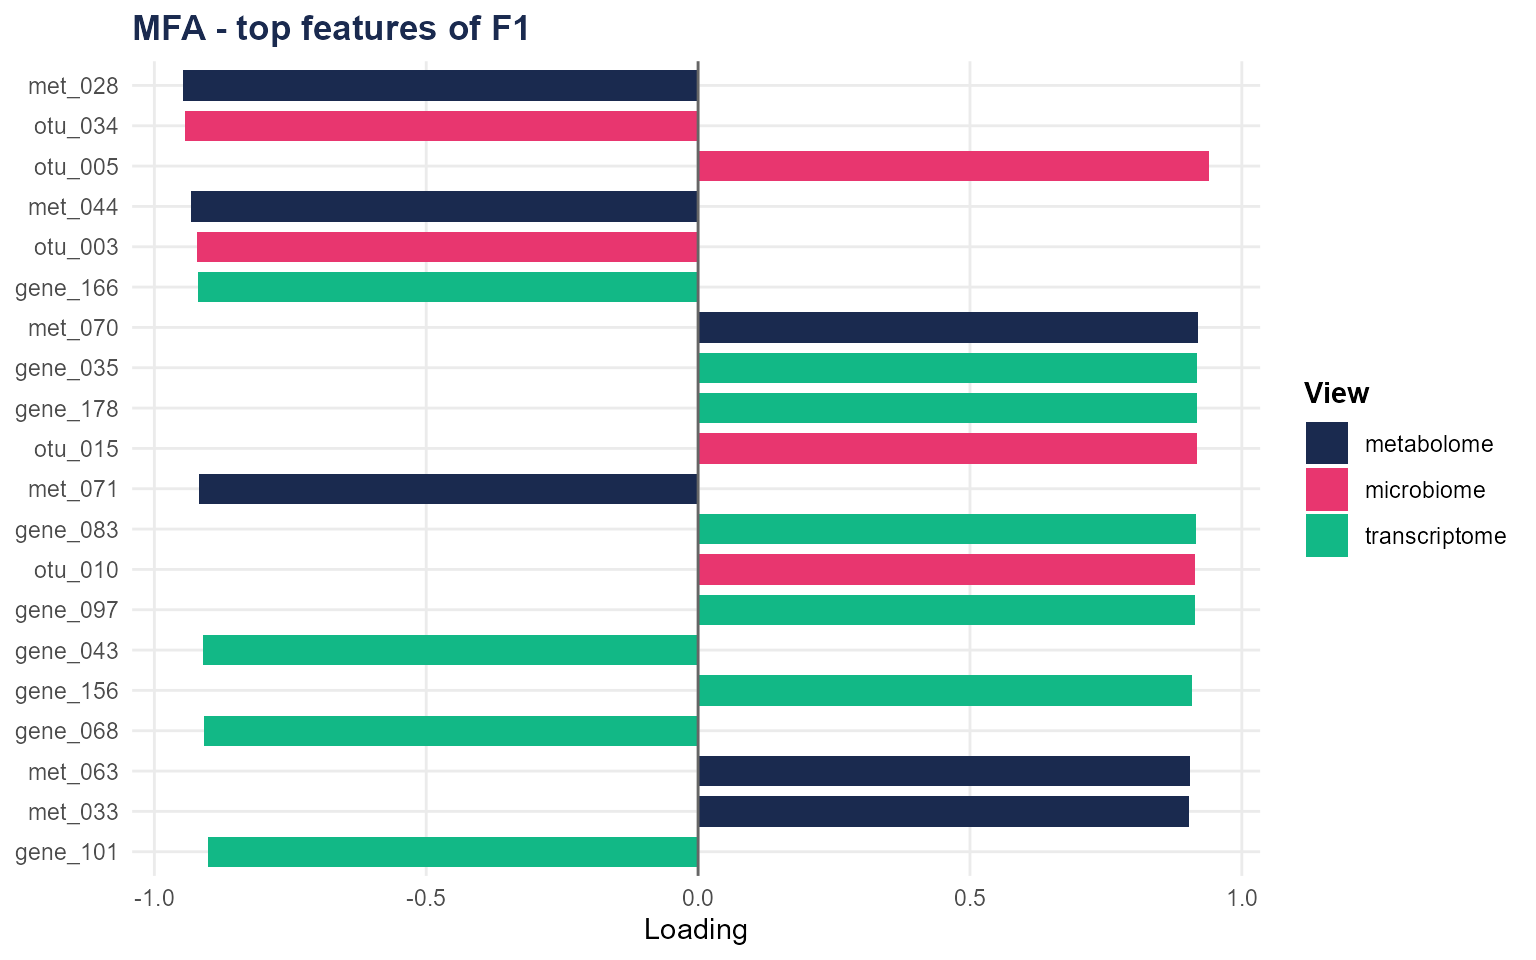 MFA - top features of F1
met_028
otu_034
otu_005
met_044
otu_003
gene_166
met_070
gene_035
gene_178
otu_015
met_071
gene_083
otu_010
gene_097
gene_043
gene_156
gene_068
met_063
met_033
gene_101
-1.0 -0.5 0.0 0.5 1.0
Loading
View
metabolome
microbiome
transcriptome